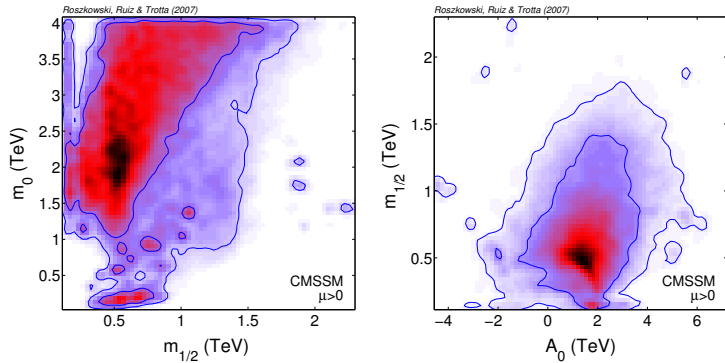 Roszkowski, Ruiz & Trotta (2007)
4
3.5
3
2.5
2
1.5
1
0.5
m0 (TeV)
CMSSM
μ>0
0.5 1 1.5 2
m1/2 (TeV)
Roszkowski, Ruiz & Trotta (2007)
2
1.5
1
0.5
m1/2 (TeV)
CMSSM
μ>0
−4 −2 0 2 4 6
A0 (TeV)